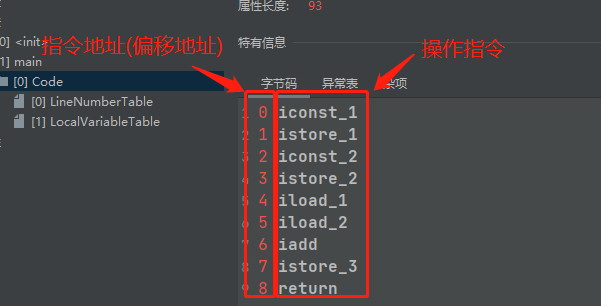 属性长度: 93
[0] <init>
[1] main
特有信息
指令地址(偏移地址)
操作指令
[0] Code
字节码 异常表 杂项
[0] LineNumberTable
[1] LocalVariableTable
1 0 iconst_1
2 1 istore_1
3 2 iconst_2
4 3 istore_2
5 4 iload_1
6 5 iload_2
7 6 iadd
8 7 istore_3
9 8 return